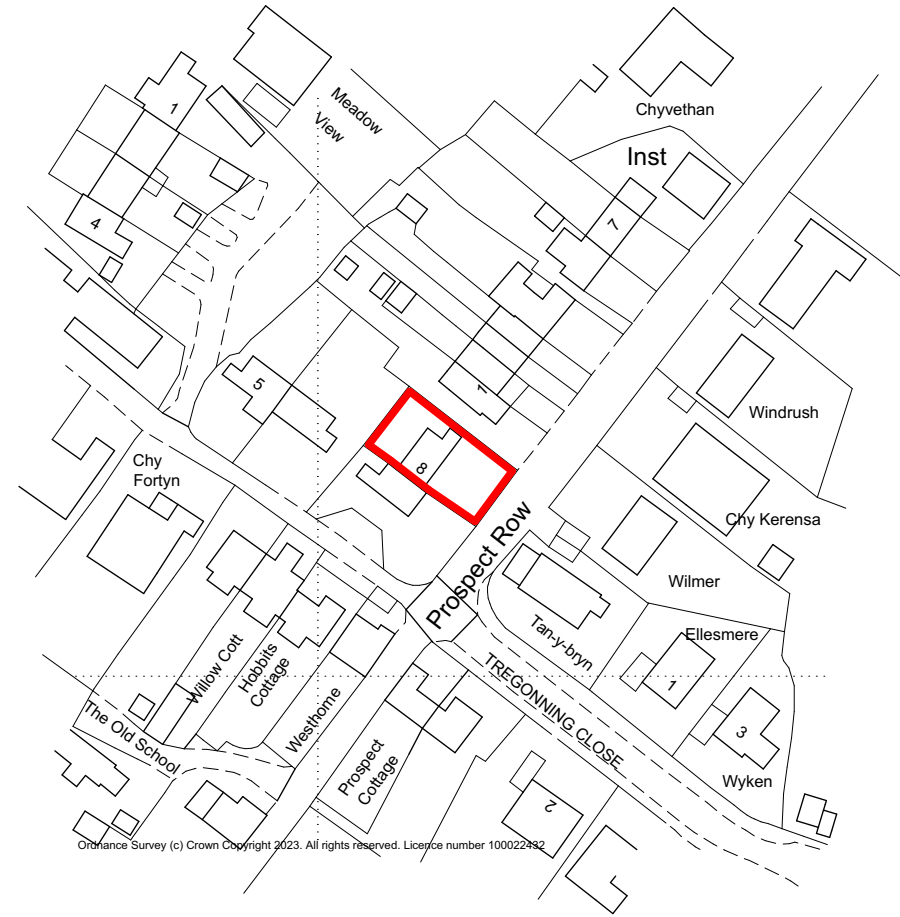 Chyvethan
Meadow
View
1
Inst
4
7
5
1
8
Windrush
Chy
Fortyn
Chy Kerensa
Prospect Row
Wilmer
Tan-y-bryn
Ellesmere
Willow Cott
Hobbits
Cottage
1
TREGONNING CLOSE
Westhome
The Old School
3
Prospect
Cottage
Wyken
2
Ordnance Survey (c) Crown Copyright 2023. All rights reserved. Licence number 100022432